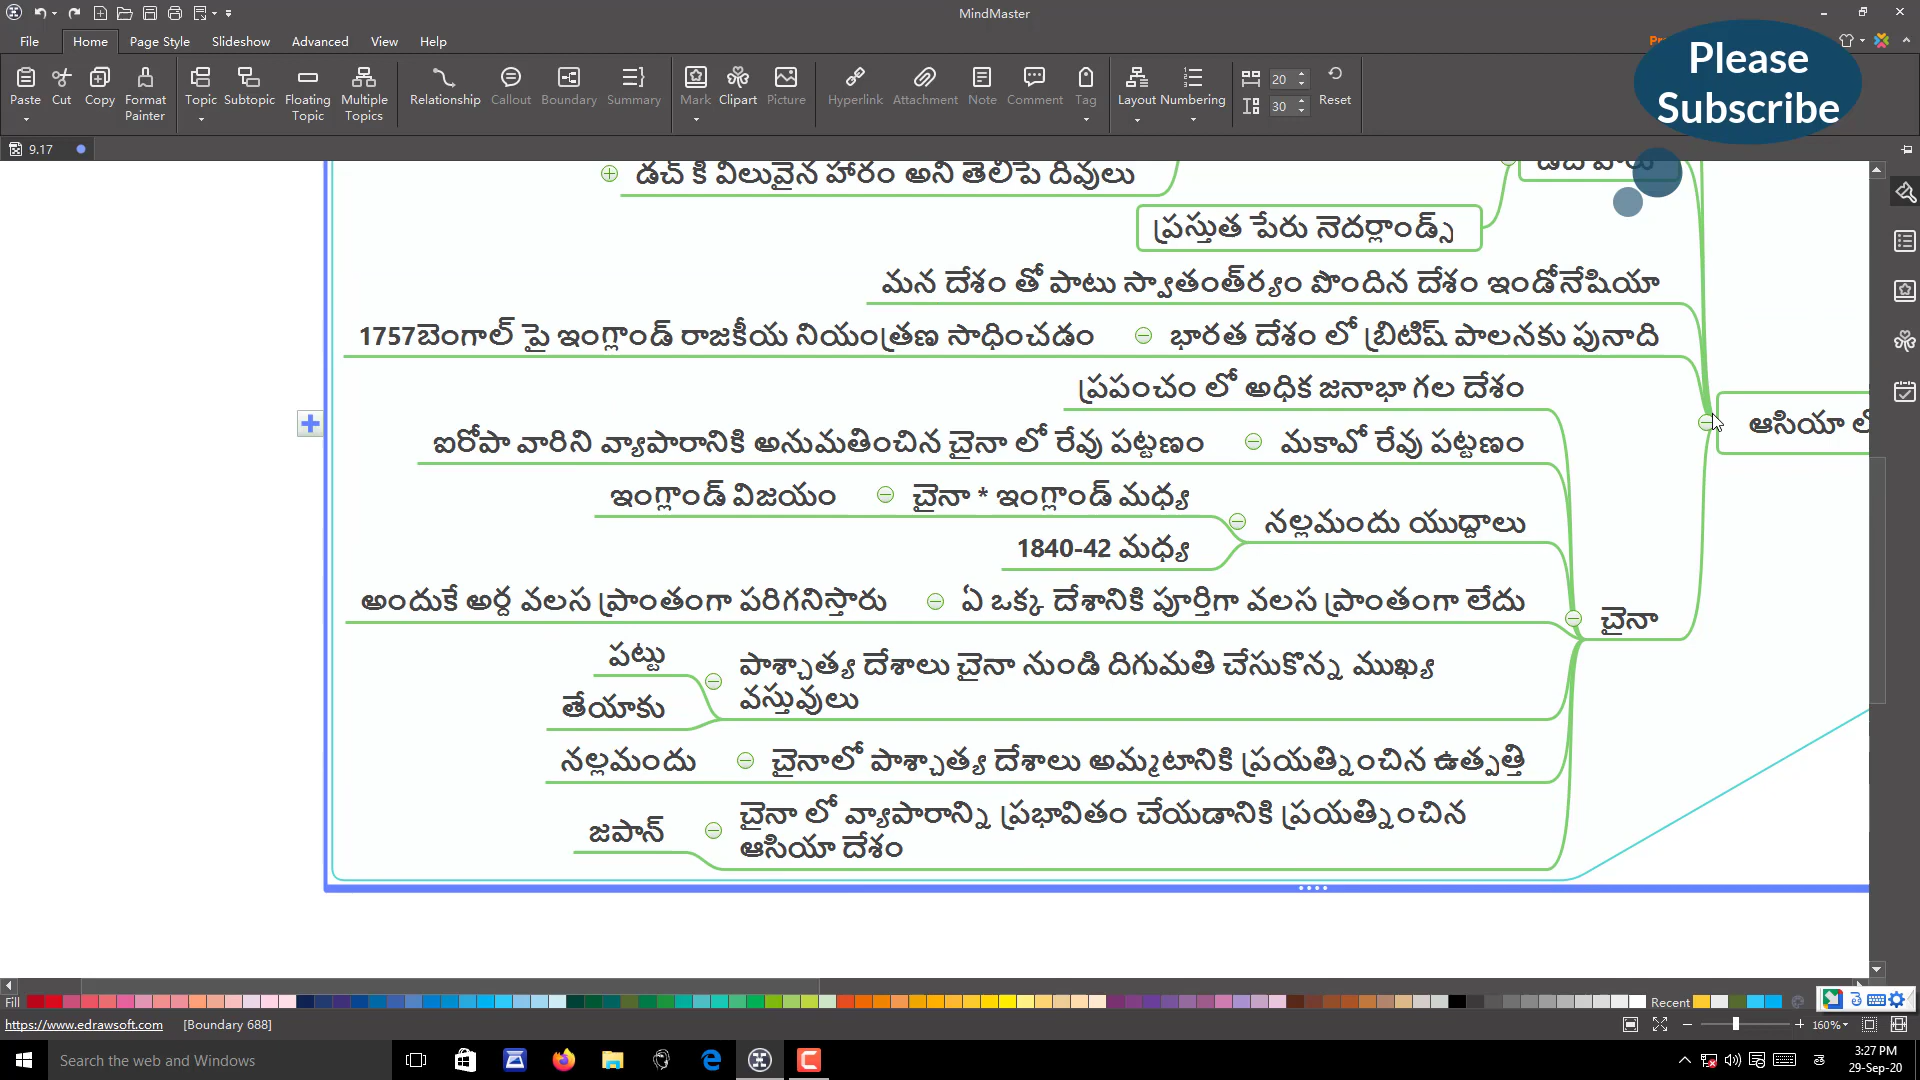 MindMaster
File
Home
Page Style
Slideshow
Advanced
View
Help
Please
Subscribe
Paste
Cut
Copy
Format
Painter
Topic
Subtopic
Floating
Topic
Multiple
Topics
Relationship
Callout
Boundary
Summary
Mark
Clipart
Picture
Hyperlink
Attachment
Note
Comment
Tag
Layout
Numbering
20
30
Reset
9.17
డచ్ కి విలువైన హారం అని తెలిపే దివులు
ప్రస్తుత పేరు నెదర్లాండ్స్
మన దేశం తో పాటు స్వాతంత్ర్యం పొందిన దేశం ఇండోనేషియా
1757బెంగాల్ పై ఇంగ్లాండ్ రాజకీయ నియంత్రణ సాధించడం
భారత దేశం లో బ్రిటిష్ పాలనకు పునాది
ప్రపంచం లో అధిక జనాభా గల దేశం
ఆసియా
ఐరోపా వారిని వ్యాపారానికి అనుమతించిన చైనా లో రేవు పట్టణం
మకావో రేవు పట్టణం
ఇంగ్లాండ్ విజయం
చైనా * ఇంగ్లాండ్ మధ్య
నల్లమందు యుద్దాలు
1840-42 మధ్య
అందుకే అర్ద వలస ప్రాంతంగా పరిగనిస్తారు
ఏ ఒక్క దేశానికి పూర్తిగా వలస ప్రాంతంగా లేదు
చైనా
పట్టు
తేయాకు
పాశ్చాత్య దేశాలు చైనా నుండి దిగుమతి చేసుకొన్న ముఖ్య
వస్తువులు
నల్లమందు
చైనాలో పాశ్చాత్య దేశాలు అమ్మటానికి ప్రయత్నించిన ఉత్పత్తి
జపాన్
చైనా లో వ్యాపారాన్ని ప్రభావితం చేయడానికి ప్రయత్నించిన
ఆసియా దేశం
Fill
Recent
https://www.edrawsoft.com
[Boundary 688]
160%
Search the web and Windows
3:27 PM
29-Sep-20